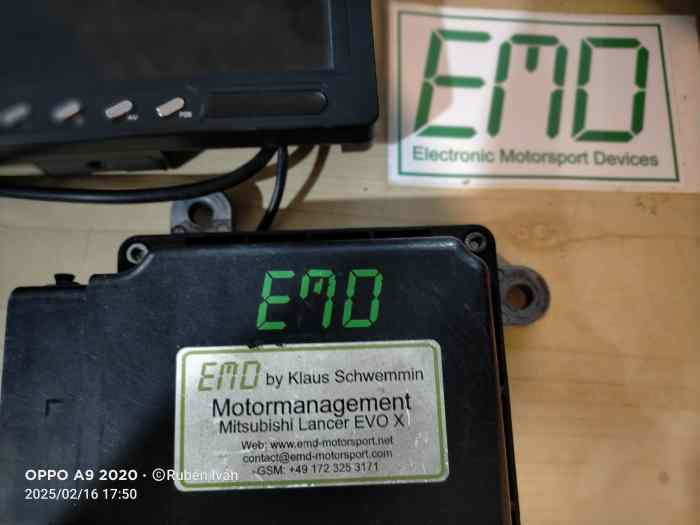 EMD
Electronic Motorsport Devices
AV
EMD
EMD by Klaus Schwemmin
Motormanagement
Mitsubishi Lancer EVO X
Web: www.emd-motorsport.net
contact@emd-motorsport.com
GSM: +49 172 325 3171
OPPO A9 2020 · ©Rubén Iván
2025/02/16 17:50